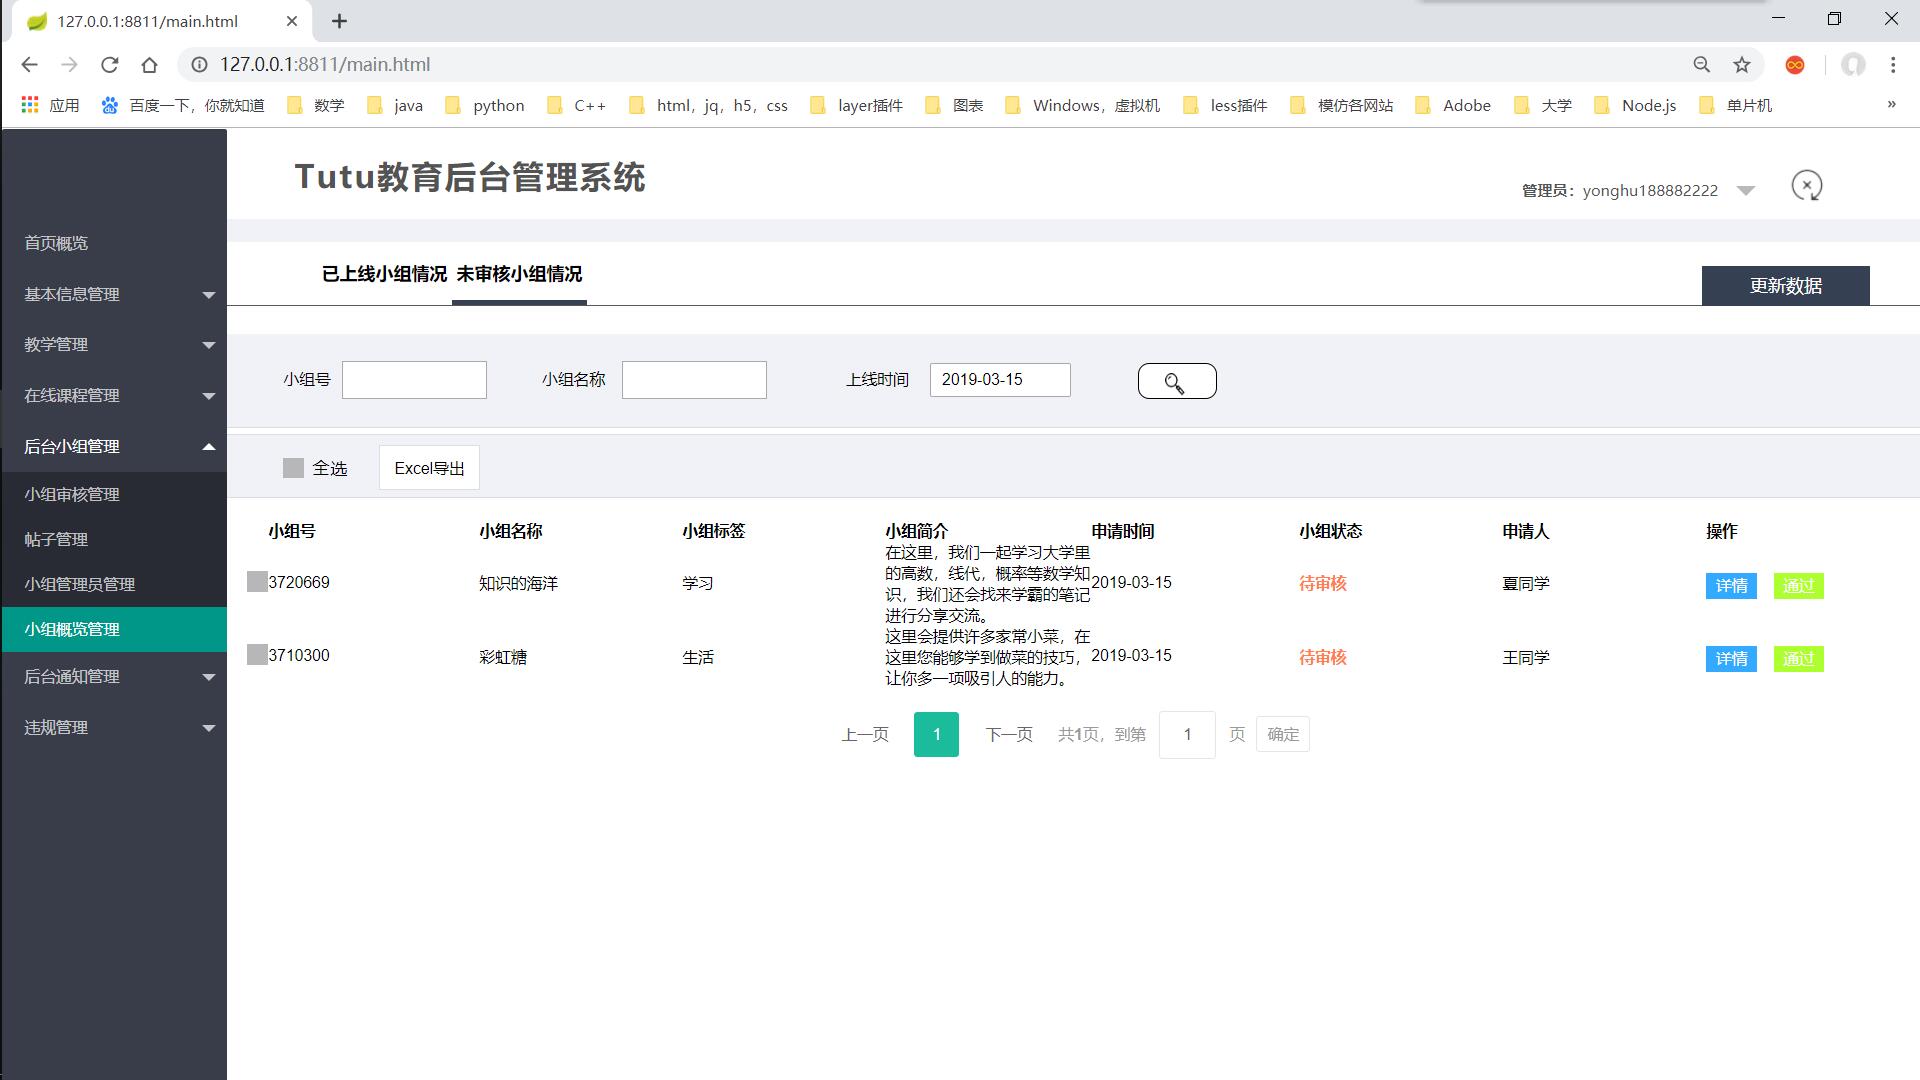 127.0.0.1:8811/main.html
127.0.0.1:8811/main.html
应用 百度一下，你就知道 数学 java python C++ html，jq，h5，css layer插件 图表 Windows，虚拟机 less插件 模仿各网站 Adobe 大学 Node.js 单片机 »
Tutu教育后台管理系统
管理员：yonghu188882222
首页概览
基本信息管理
教学管理
在线课程管理
后台小组管理
小组审核管理
帖子管理
小组管理员管理
小组概览管理
后台通知管理
违规管理
已上线小组情况 未审核小组情况
更新数据
小组号 小组名称 上线时间 2019-03-15
全选 Excel导出
小组号 小组名称 小组标签 小组简介 申请时间 小组状态 申请人 操作
3720669 知识的海洋 学习
在这里，我们一起学习大学里
的高数，线代，概率等数学知
识，我们还会找来学霸的笔记
进行分享交流。
2019-03-15 待审核 夏同学 详情 通过
3710300 彩虹糖 生活
这里会提供许多家常小菜，在
这里您能够学到做菜的技巧，
让你多一项吸引人的能力。
2019-03-15 待审核 王同学 详情 通过
上一页 1 下一页 共1页，到第 1 页 确定